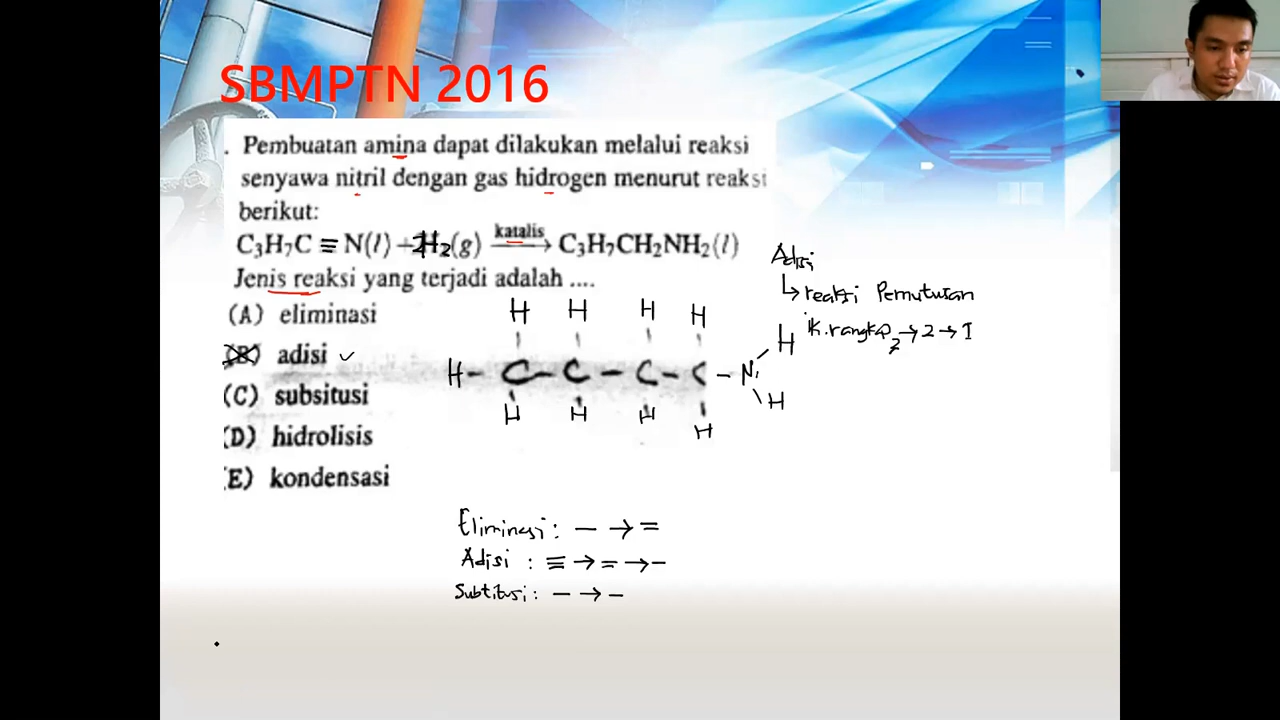 SBMPTN 2016
. Pembuatan amina dapat dilakukan melalui reaksi
senyawa nitril dengan gas hidrogen menurut reaksi
berikut:
C₃H₇C ≡ N(l) + 2H₂(g) katalis → C₃H₇CH₂NH₂(l)
Jenis reaksi yang terjadi adalah ....
(A) eliminasi
(B) adisi ✓
(C) subsitusi
(D) hidrolisis
(E) kondensasi
Adisi
↳ reaksi Pemutusan
ik. rangkap 3 → 2 → 1
H H H H
H - C - C - C - C - N - H
H H H H H
Eliminasi : — → =
Adisi : ≡ → = → -
Subtitusi : — → -